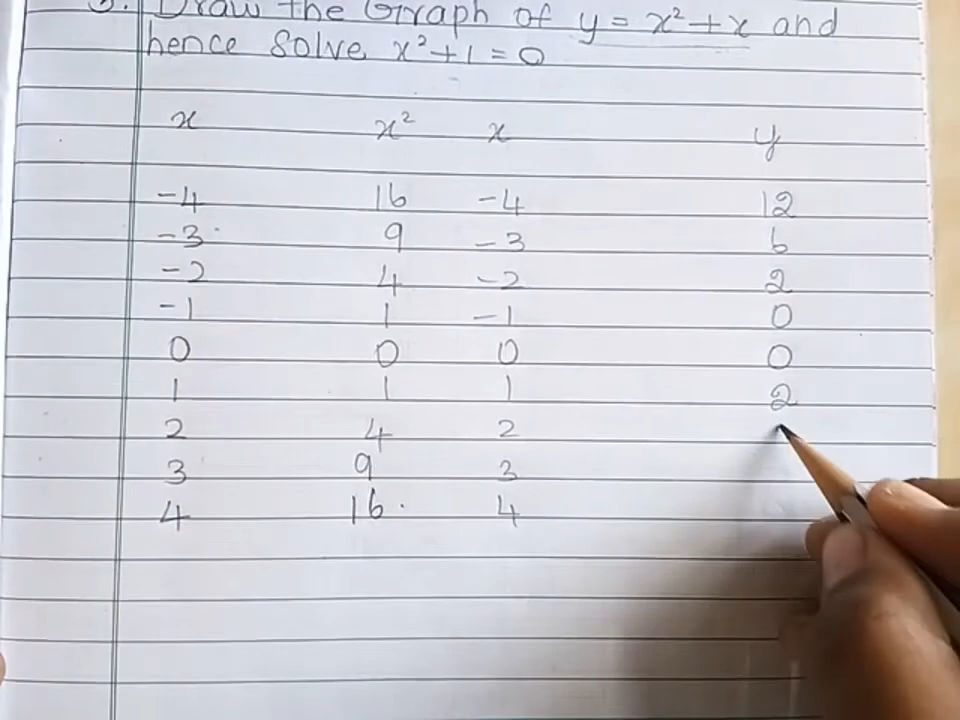 3. Draw the Graph of y = x² + x and
hence Solve x² + 1 = 0
x x² x y
-4 16 -4 12
-3 9 -3 6
-2 4 -2 2
-1 1 -1 0
0 0 0 0
1 1 1 2
2 4 2
3 9 3
4 16 4